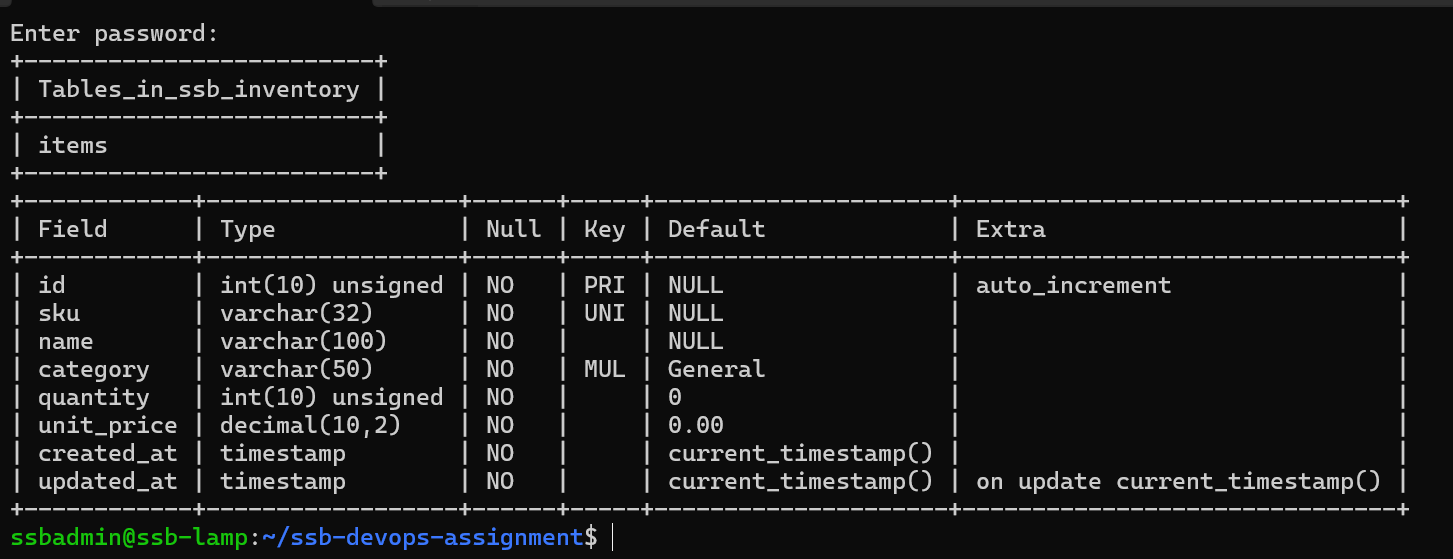 Enter password:
+-------------------------+
| Tables_in_ssb_inventory |
+-------------------------+
| items                   |
+-------------------------+
+------------+------------------+------+-----+---------------------+-------------------------------+
| Field      | Type             | Null | Key | Default             | Extra                         |
+------------+------------------+------+-----+---------------------+-------------------------------+
| id         | int(10) unsigned | NO   | PRI | NULL                | auto_increment                |
| sku        | varchar(32)      | NO   | UNI | NULL                |                               |
| name       | varchar(100)     | NO   |     | NULL                |                               |
| category   | varchar(50)      | NO   | MUL | General             |                               |
| quantity   | int(10) unsigned | NO   |     | 0                   |                               |
| unit_price | decimal(10,2)    | NO   |     | 0.00                |                               |
| created_at | timestamp        | NO   |     | current_timestamp() |                               |
| updated_at | timestamp        | NO   |     | current_timestamp() | on update current_timestamp() |
+------------+------------------+------+-----+---------------------+-------------------------------+
ssbadmin@ssb-lamp:~/ssb-devops-assignment$